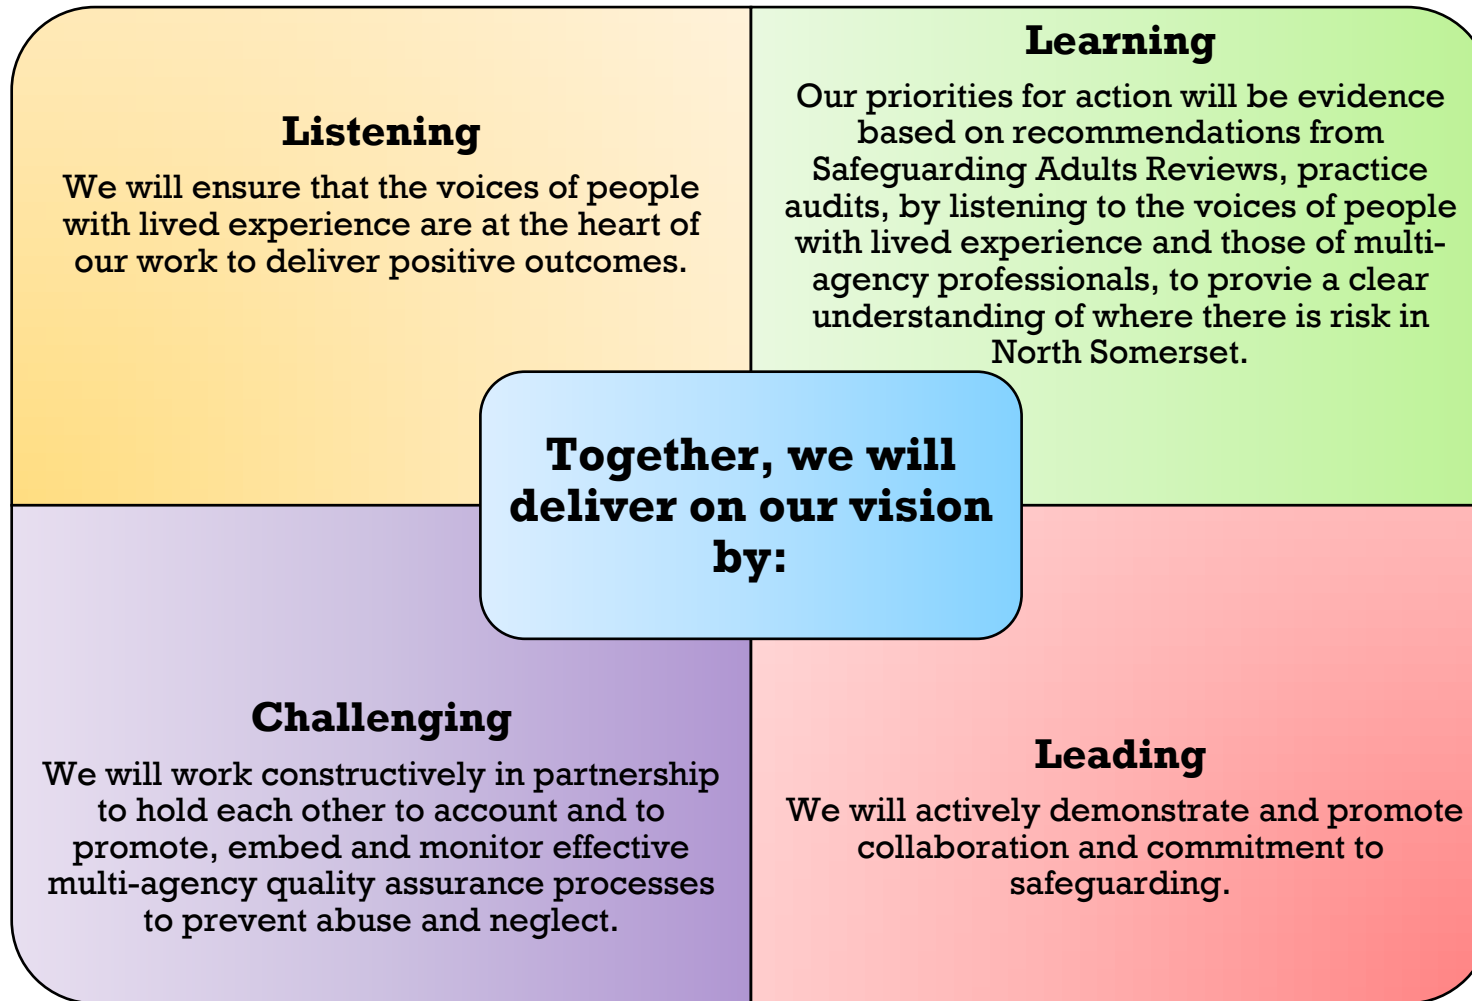 Listening
We will ensure that the voices of people
with lived experience are at the heart of
our work to deliver positive outcomes.
Learning
Our priorities for action will be evidence
based on recommendations from
Safeguarding Adults Reviews, practice
audits, by listening to the voices of people
with lived experience and those of multi-
agency professionals, to provie a clear
understanding of where there is risk in
North Somerset.
Together, we will
deliver on our vision
by:
Challenging
We will work constructively in partnership
to hold each other to account and to
promote, embed and monitor effective
multi-agency quality assurance processes
to prevent abuse and neglect.
Leading
We will actively demonstrate and promote
collaboration and commitment to
safeguarding.